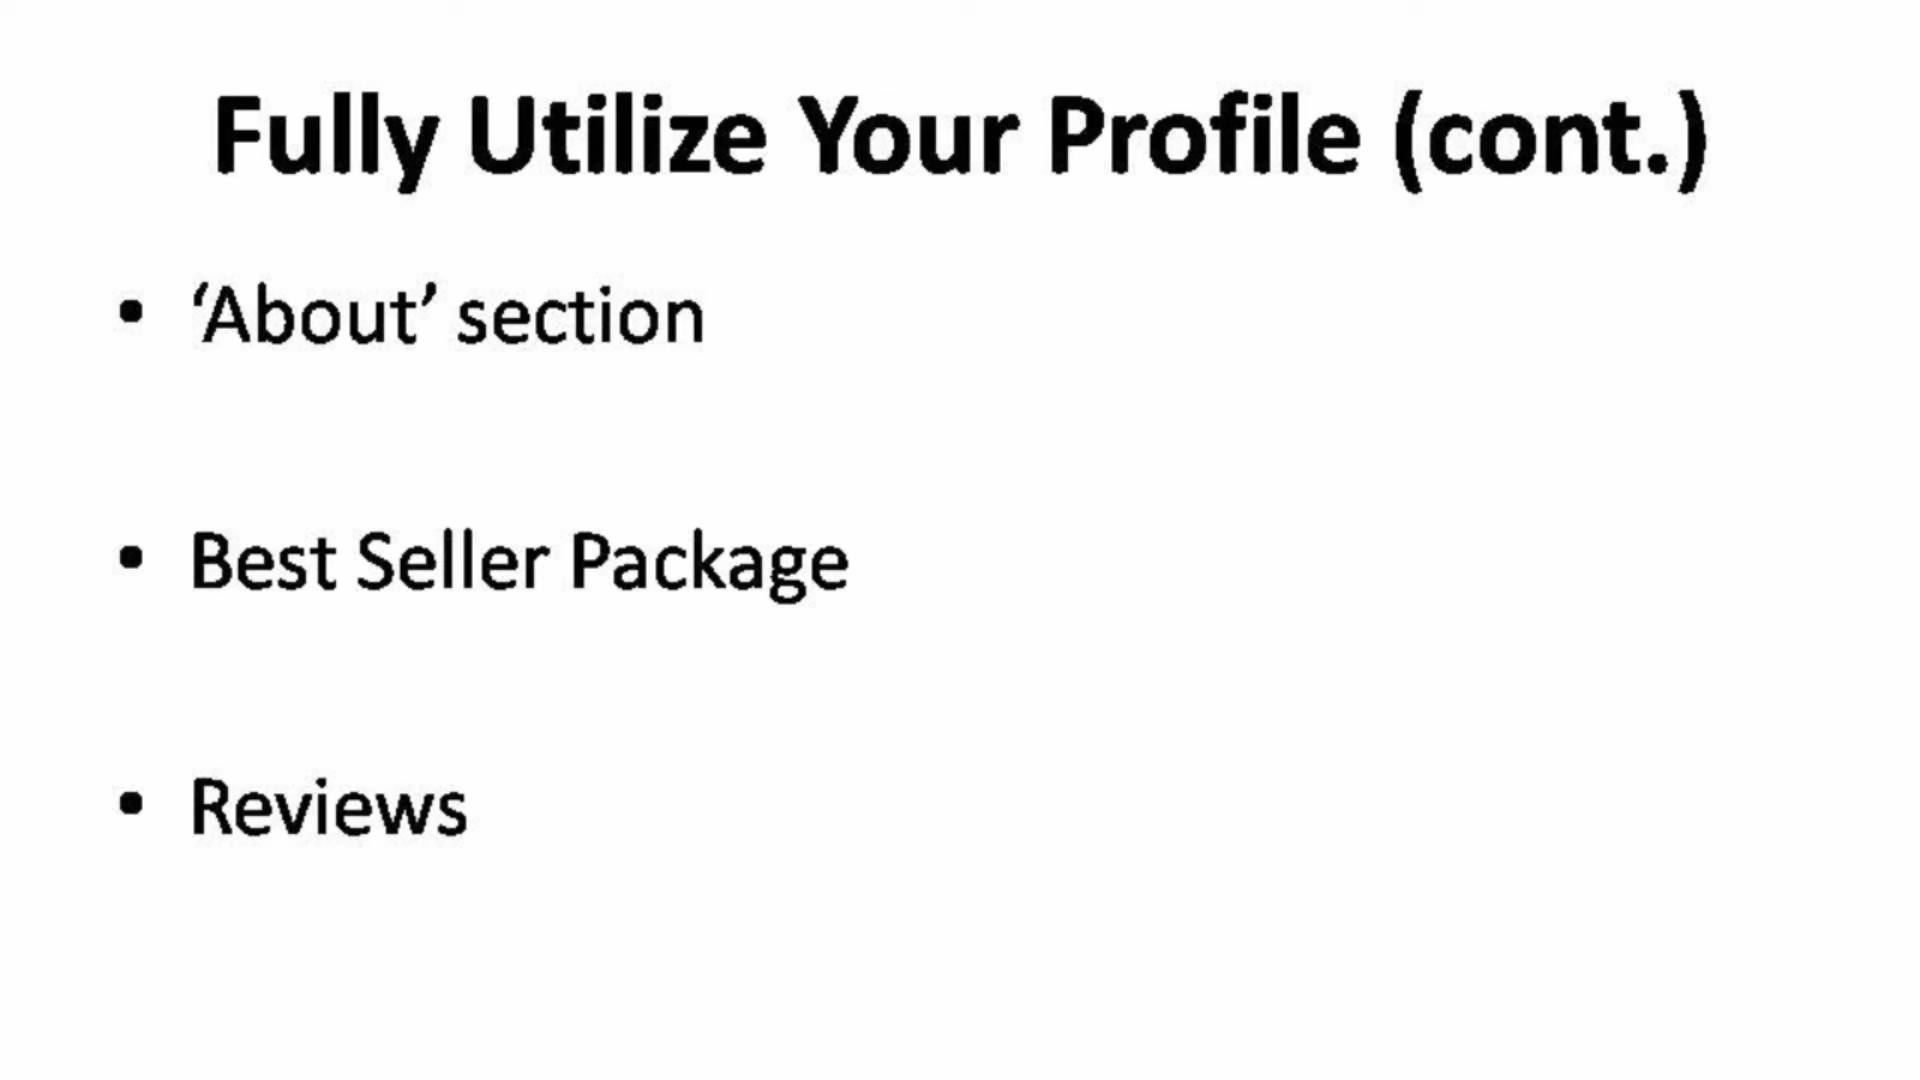 Fully Utilize Your Profile (cont.)
• ‘About’ section
• Best Seller Package
• Reviews